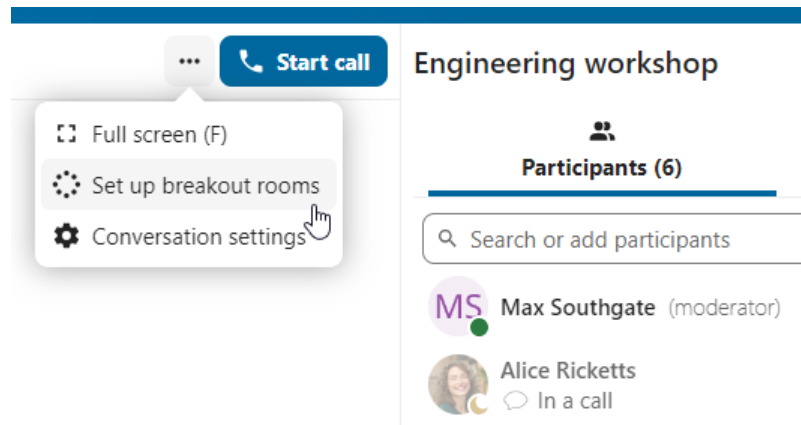 Start call
Full screen (F)
Set up breakout rooms
Conversation settings
Engineering workshop
Participants (6)
Search or add participants
MS Max Southgate (moderator)
Alice Ricketts
In a call